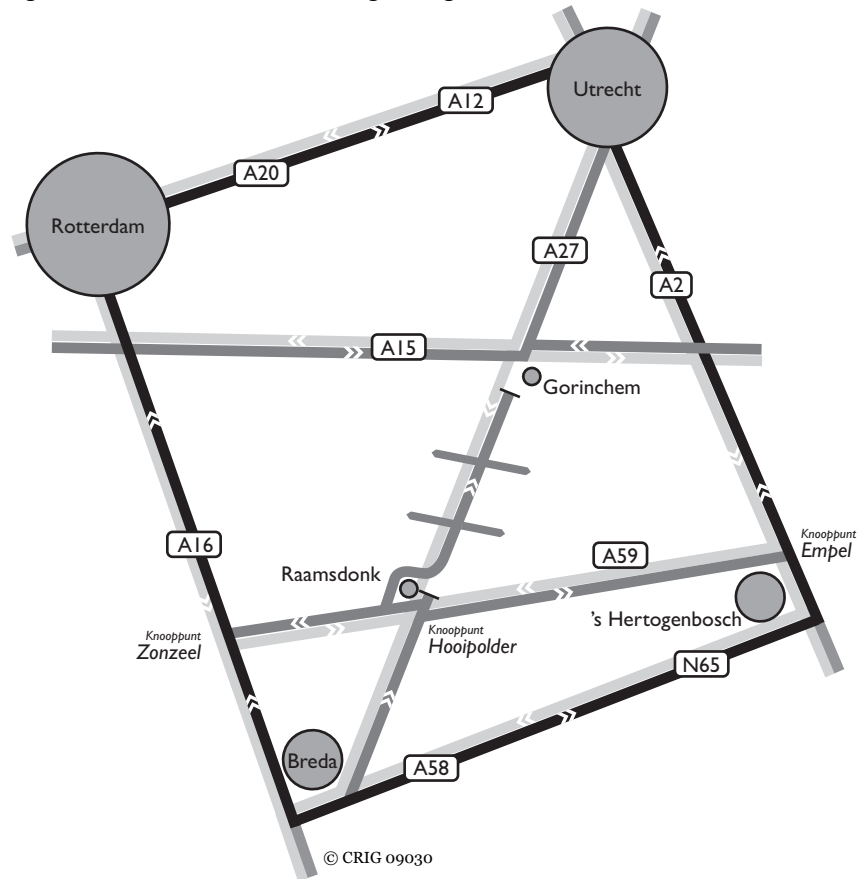 Utrecht
A12
A20
Rotterdam
A27
A2
A15
Gorinchem
A16
Knooppunt
Empel
A59
Raamsdonk
's Hertogenbosch
Knooppunt
Zonzeel
Knooppunt
Hooipolder
N65
Breda
A58
© CRIG 09030